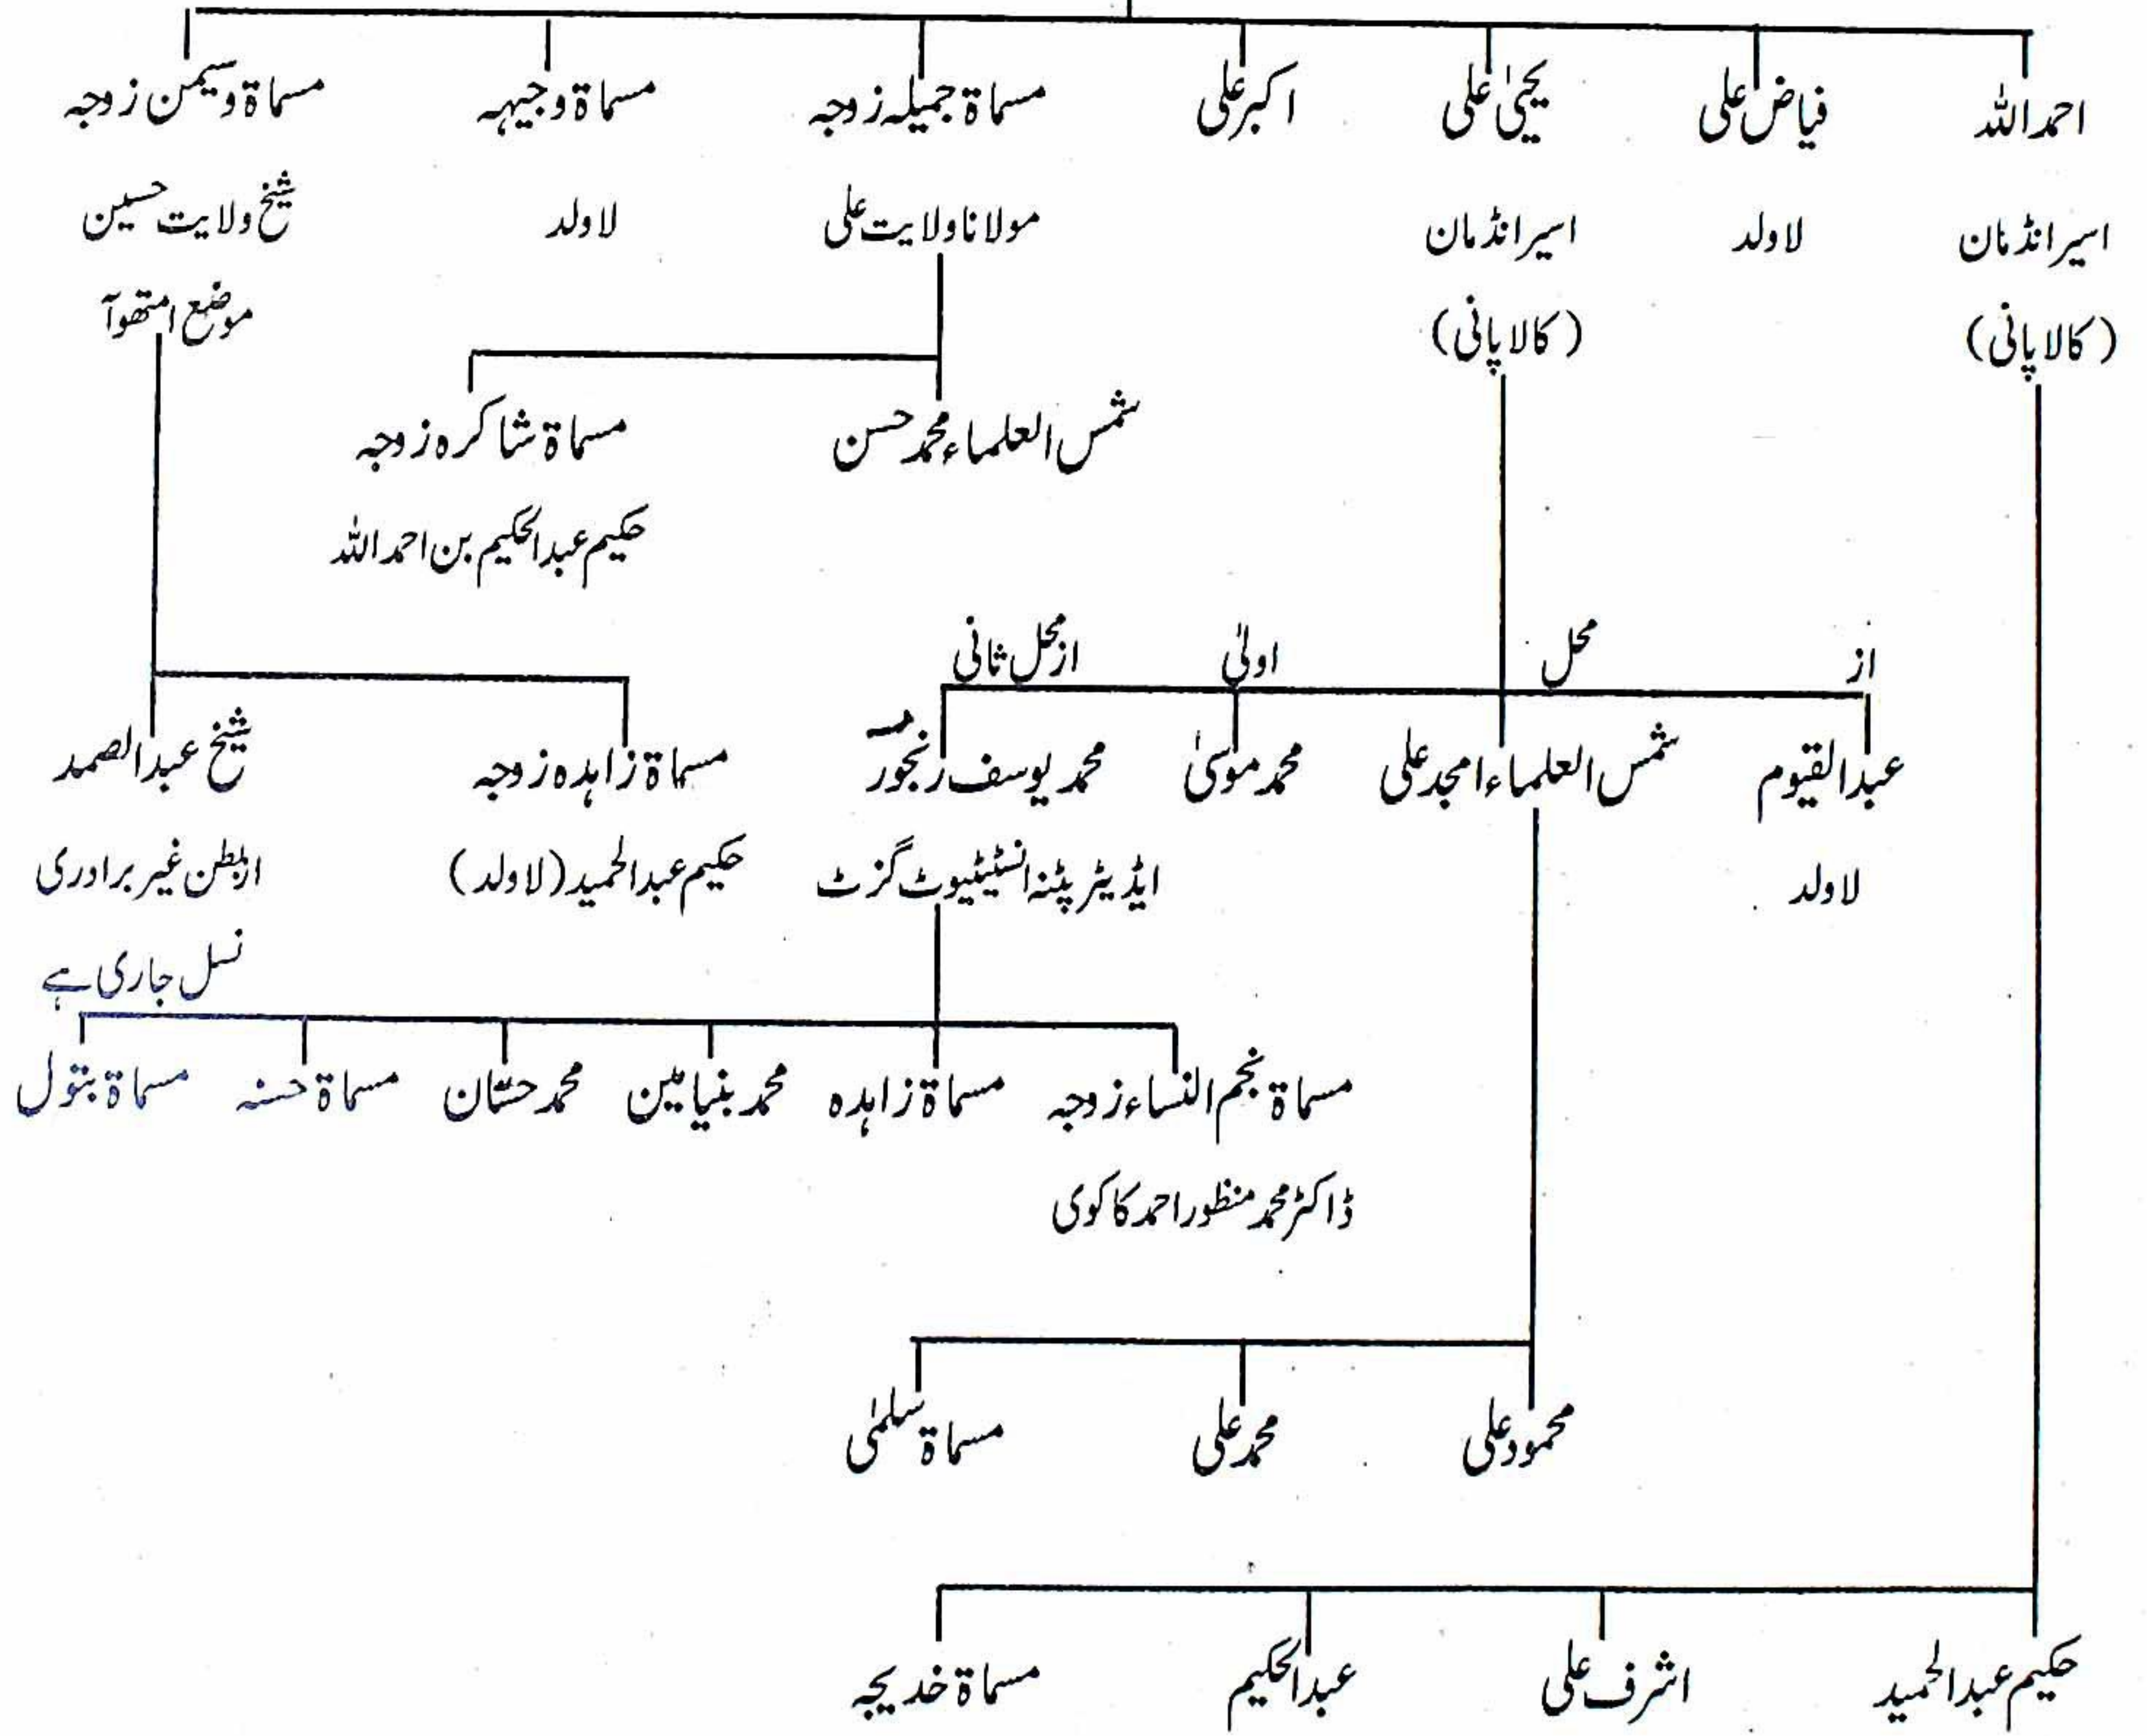 احمد اللہ	فیاض علی	یحییٰ علی	اکبر علی	مسماۃ جمیلہ زوجہ	مسماۃ وجیہہ	مسماۃ وسیمن زوجہ
اسیر انڈمان	لاولد	اسیر انڈمان	مولانا ولایت علی	لاولد	شیخ ولایت حسین
(کالا پانی)	(کالا پانی)	موضع امتھوآ
شمس العلماء محمد حسن	مسماۃ شاکرہ زوجہ
حکیم عبدالحکیم بن احمد اللہ
از	محل	اولیٰ	از محل ثانی
عبدالقیوم	شمس العلماء امجد علی	محمد موسیٰ	محمد یوسف رنجور	مسماۃ زاہدہ زوجہ	شیخ عبدالصمد
لاولد	ایڈیٹر پٹنہ انسٹیٹیوٹ گزٹ	حکیم عبدالحمید (لاولد)	از بطن غیر برادری
نسل جاری ہے
مسماۃ نجم النساء زوجہ	مسماۃ زاہدہ	محمد بنیامین	محمد حسّان	مسماۃ حسنہ	مسماۃ بتول
ڈاکٹر محمد منظور احمد کاکوی
محمود علی	محمد علی	مسماۃ سلمٰی
حکیم عبدالحمید	اشرف علی	عبدالحکیم	مسماۃ خدیجہ